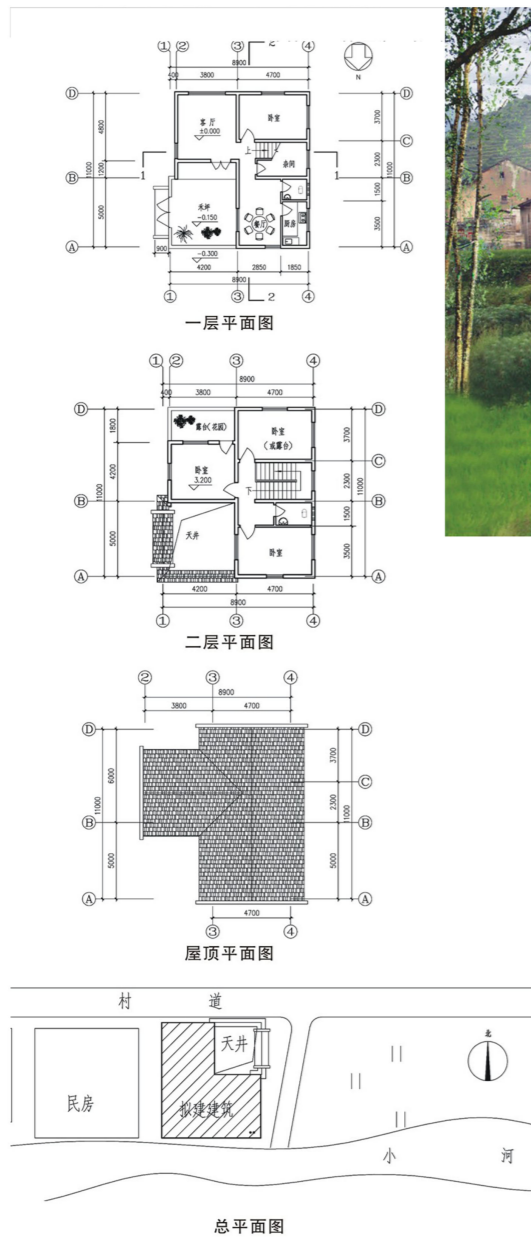 ① ② ③ 2 ④
8900
400 3800 4700
N
D D
客厅 卧室
±0.000
4800 3700
上 C
杂间 2300
1 1
11000 1200 11000
B B
1500
禾坪
-0.150 餐厅 厨房
5000 3500
A A
900 -0.300
4200 2850 1850
8900
① ③ 2 ④
一层平面图
① ② ③ ④
8900
400 3800 4700
D D
1800 露台(花园) 卧室
(或露台) 3700
C
4200 卧室 2300
3.200 下
11000 11000
B B
1500
天井
5000 卧室 3500
A A
4200 4700
8900
① ③ ④
二层平面图
② ③ ④
8900
3800 4700
D D
3700
6000 C
11000 2300 11000
B B
5000 5000
A A
4700
③ ④
屋顶平面图
村 道
天井 北
民房 拟建建筑
小 河
总平面图